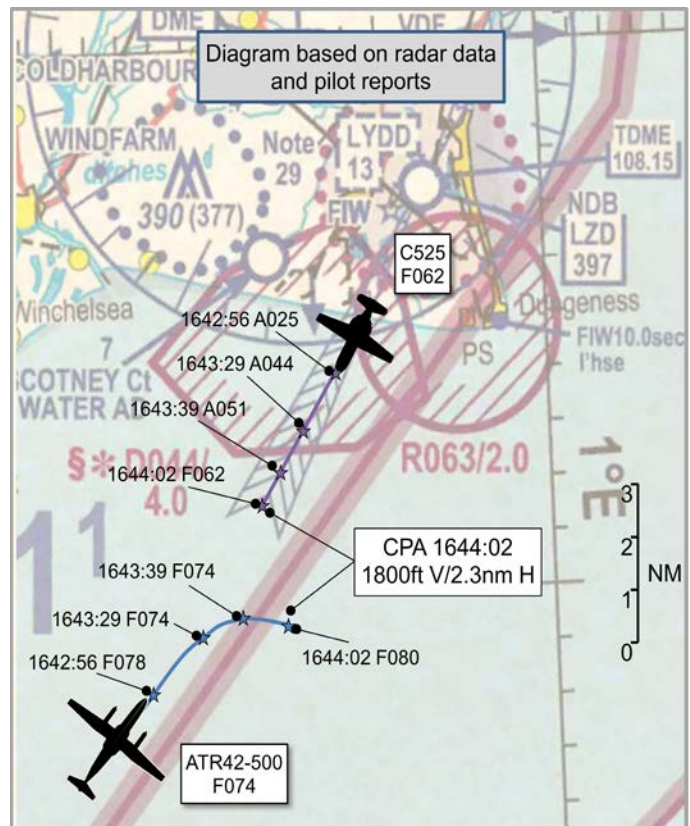 DME
VDF
Diagram based on radar data
and pilot reports
COLDHARBOUR
WINDFARM
ditches
Note
29
LYDD
13
TDME
108.15
390 (377)
FIW
NDB
LZD
397
C525
F062
Winchelsea
1642:56 A025
Dungeness
7
1643:29 A044
PS
FIW10.0sec
l'hse
SCOTNEY Ct
WATER
1643:39 A051
§* D044/
4.0
R063/2.0
1°E
1644:02 F062
3
2
1
0
NM
11
CPA 1644:02
1800ft V/2.3nm H
1643:39 F074
1643:29 F074
1642:56 F078
1644:02 F080
ATR42-500
F074